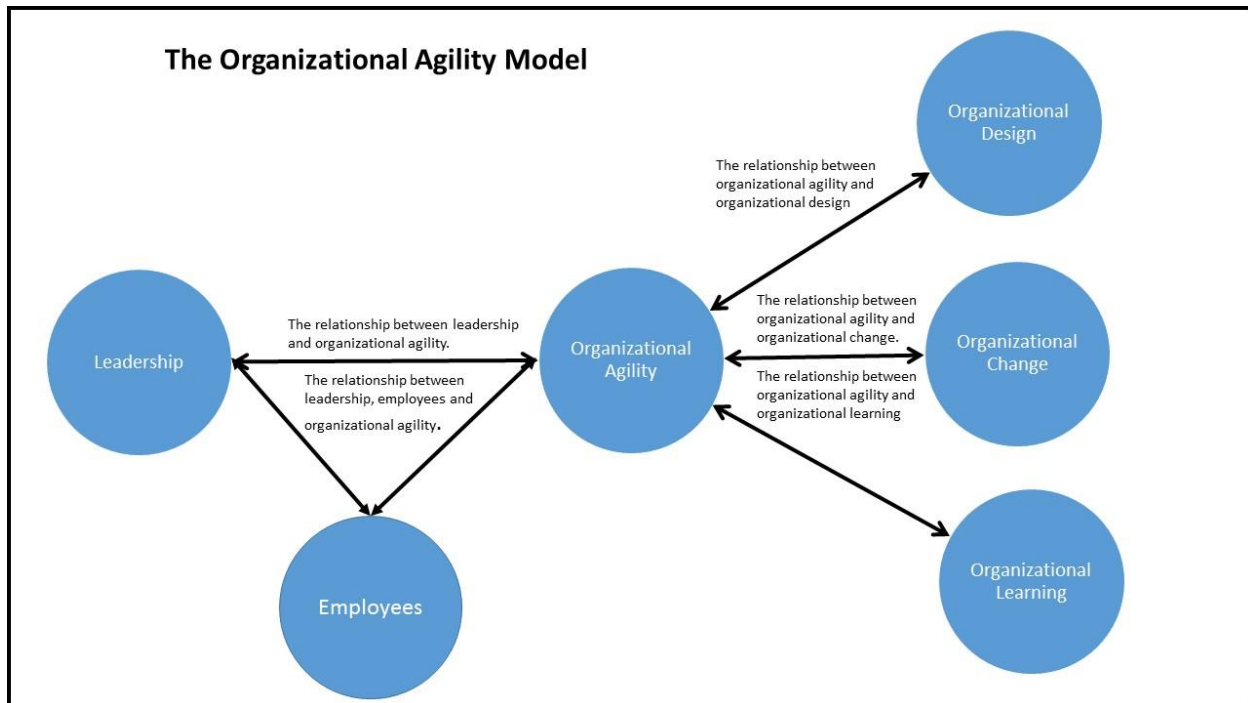 The Organizational Agility Model
Organizational
Design
The relationship between
organizational agility and
organizational design
Leadership
The relationship between leadership
and organizational agility.
The relationship between
leadership, employees and
organizational agility.
Organizational
Agility
The relationship between
organizational agility and
organizational change.
The relationship between
organizational agility and
organizational learning
Organizational
Change
Employees
Organizational
Learning